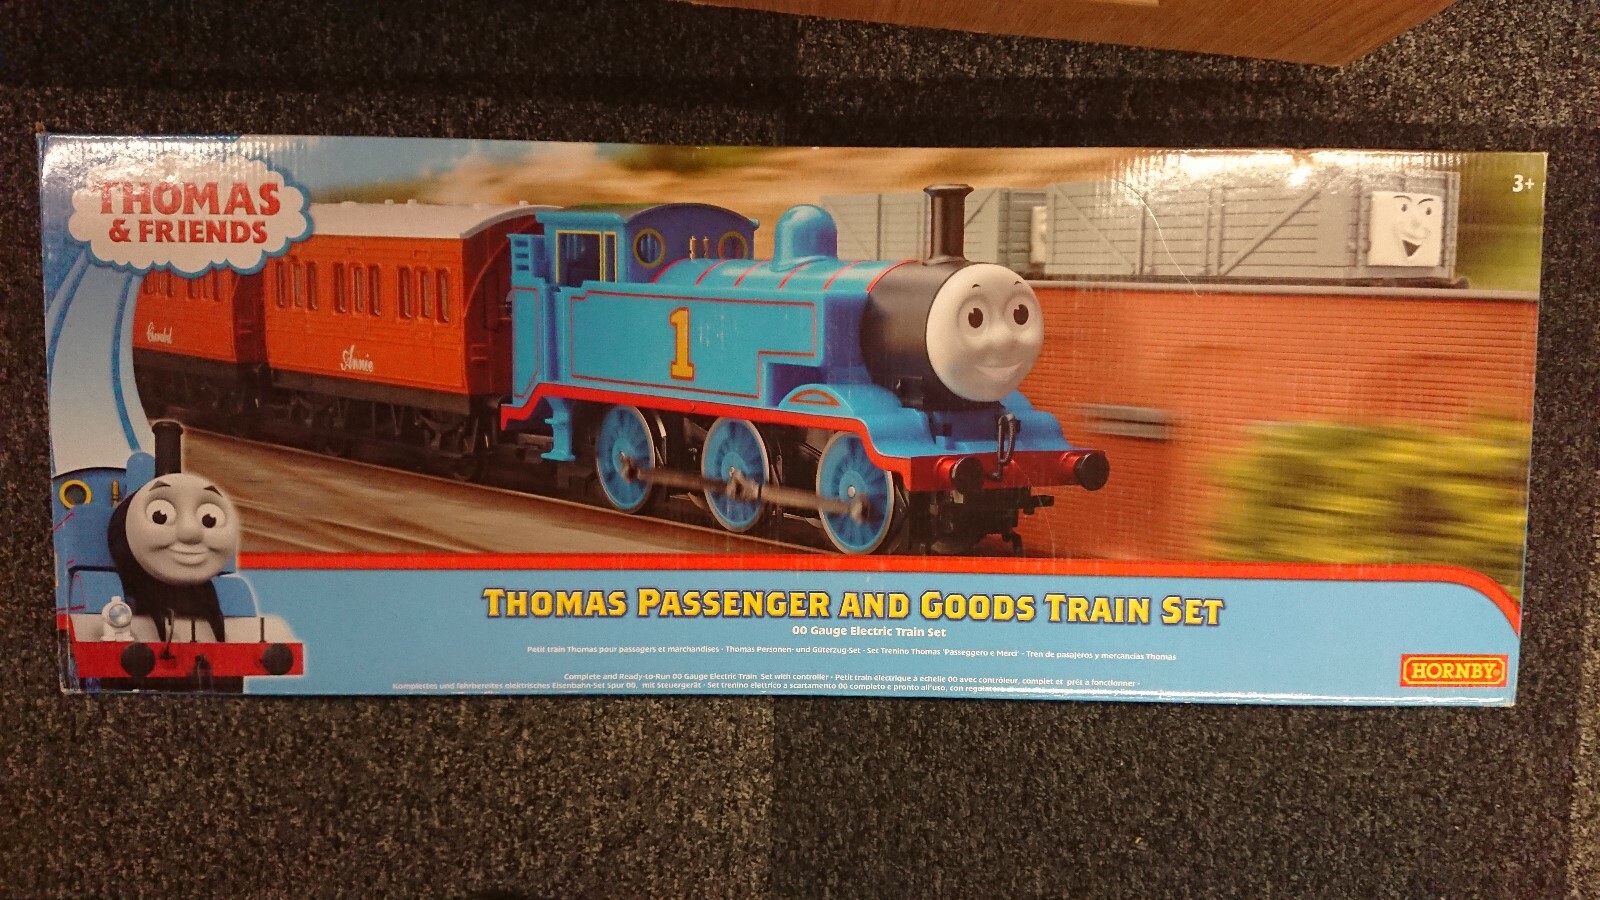 THOMAS
& FRIENDS
3+
Annie
1
THOMAS PASSENGER AND GOODS TRAIN SET
00 Gauge Electric Train Set
Petit train Thomas pour passagers et marchandises - Thomas Personen- und Güterzug-Set - Set Trenino Thomas 'Passeggero e Merci' - Tren de pasajeros y mercancías Thomas
Complete and Ready-to-Run 00 Gauge Electric Train Set with controller • Petit train électrique à échelle 00 avec contrôleur, complet et prêt à fonctionner •
Komplettes und fahrbereites elektrisches Eisenbahn-Set Spur 00, mit Steuergerät • Set trenino elettrico a scartamento 00 completo e pronto all'uso, con
HORNBY